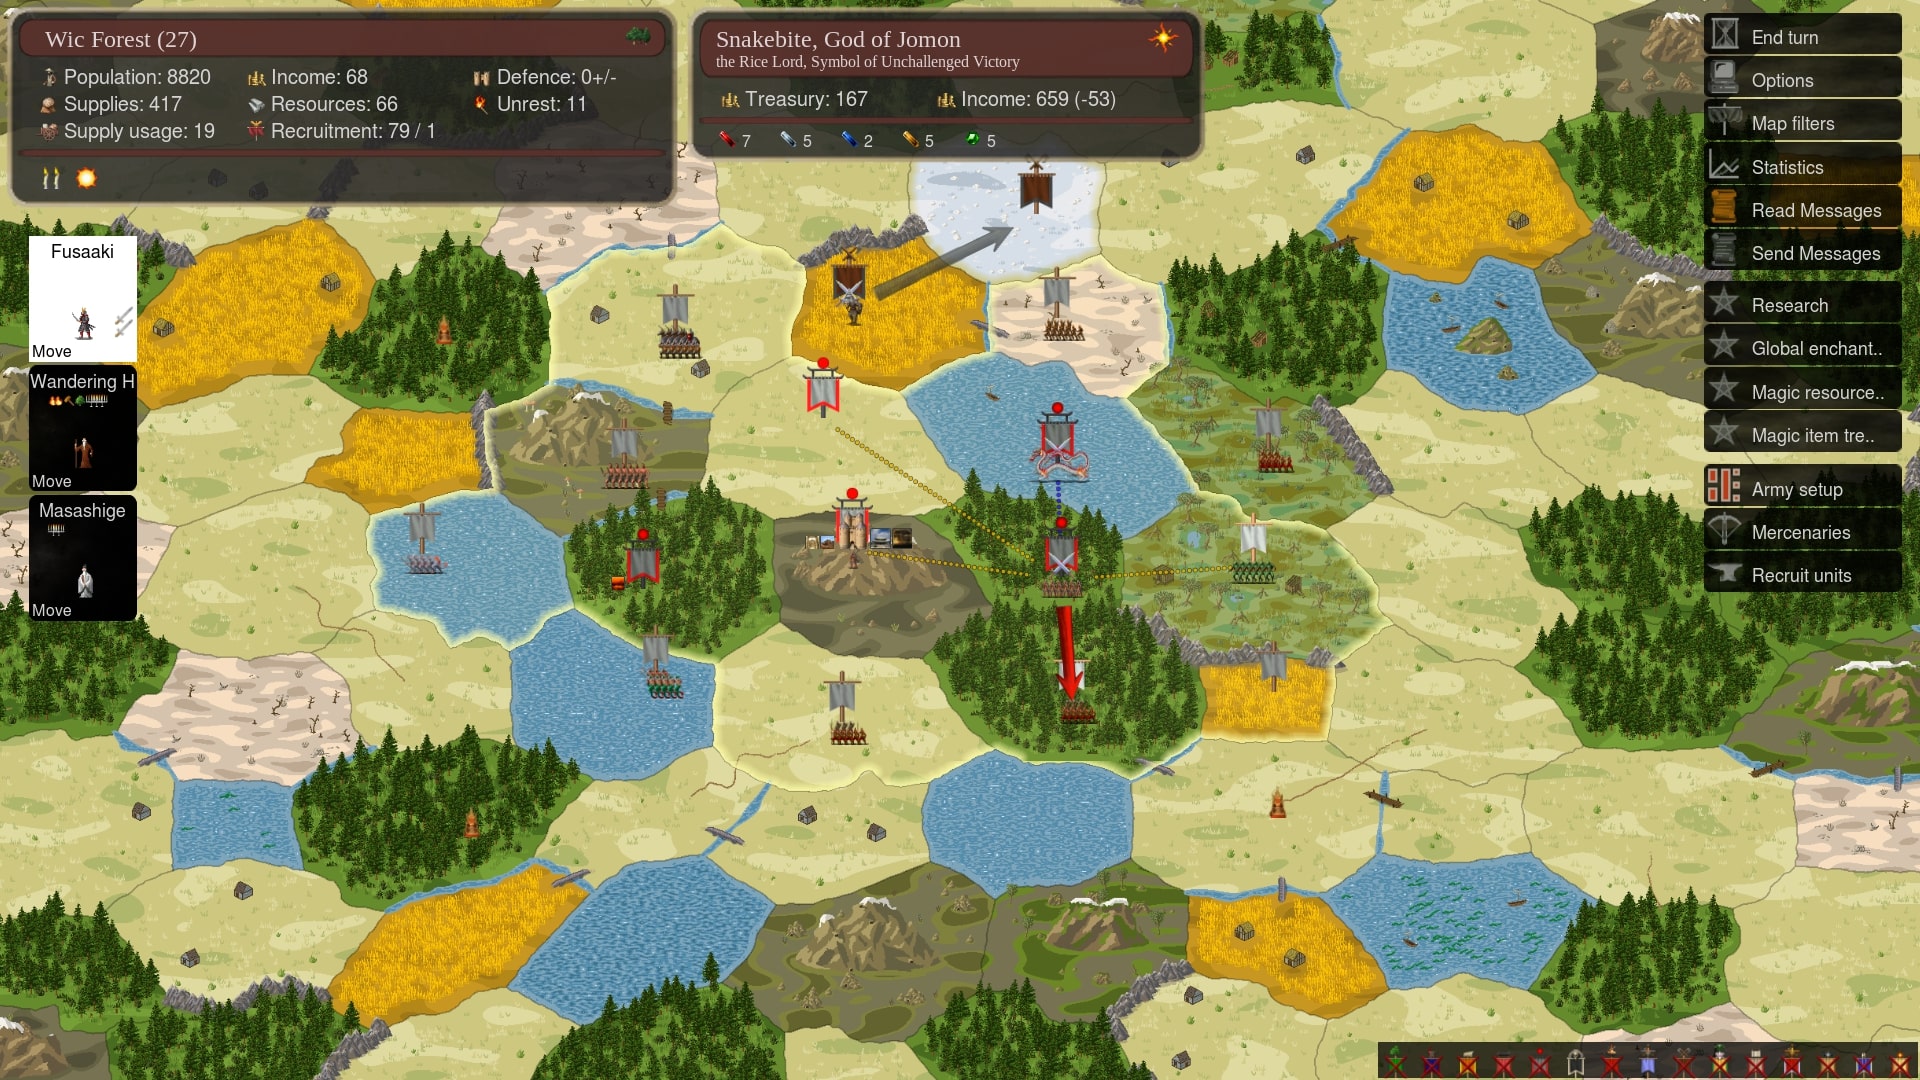 Wic Forest (27)
Population: 8820
Income: 68
Defence: 0+/-
Supplies: 417
Resources: 66
Unrest: 11
Supply usage: 19
Recruitment: 79 / 1
Snakebite, God of Jomon
the Rice Lord, Symbol of Unchallenged Victory
Treasury: 167
Income: 659 (-53)
7
5
2
5
5
Fusaaki
Move
Wandering H
Move
Masashige
Move
End turn
Options
Map filters
Statistics
Read Messages
Send Messages
Research
Global enchant..
Magic resource..
Magic item tre..
Army setup
Mercenaries
Recruit units